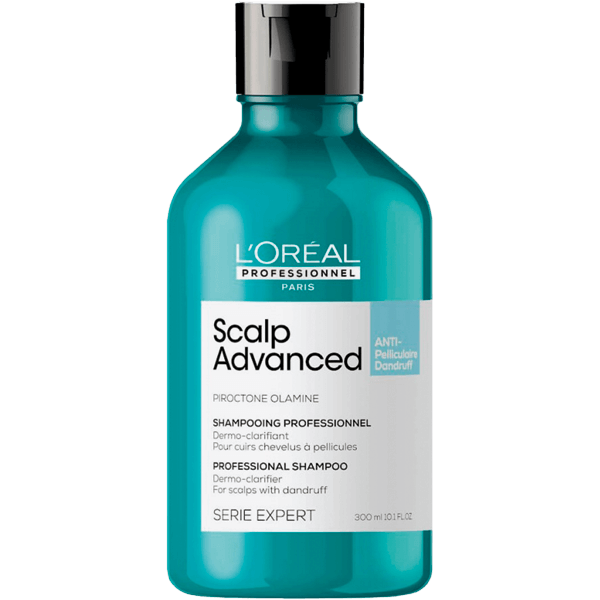 L'ORÉAL
PROFESSIONNEL
PARIS
Scalp
Advanced
ANTI-
Pelliculaire
Dandruff
PIROCTONE OLAMINE
SHAMPOOING PROFESSIONNEL
Dermo-clarifiant
Pour cuirs chevelus à pellicules
PROFESSIONAL SHAMPOO
Dermo-clarifier
For scalps with dandruff
SERIE EXPERT
300 ml 10.1 FL.OZ.